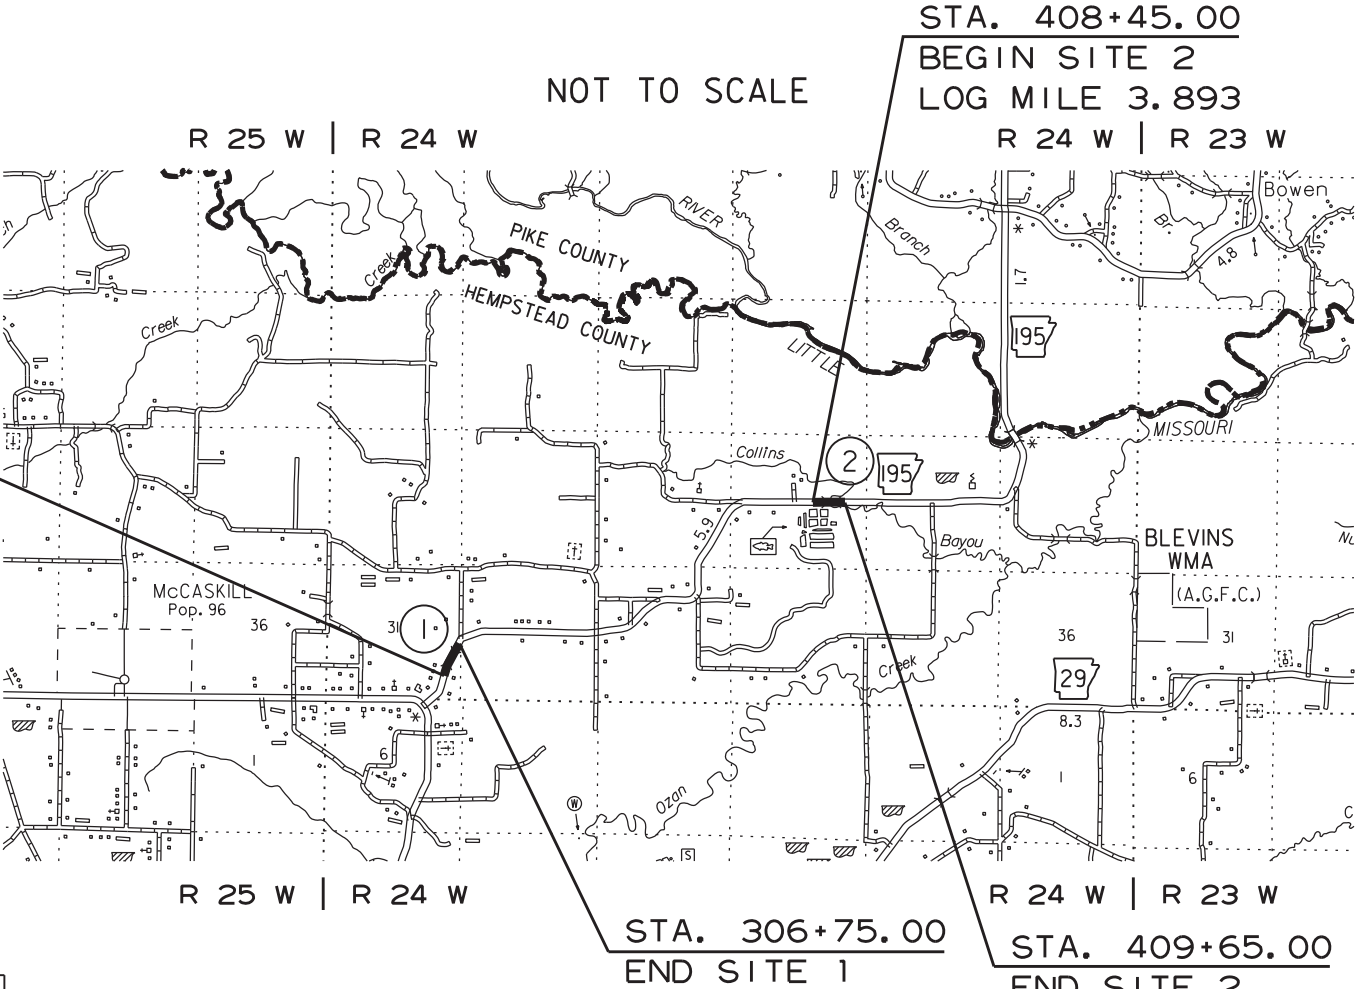 STA. 408+45.00
BEGIN SITE 2
LOG MILE 3.893
NOT TO SCALE
R 25 W | R 24 W
R 24 W | R 23 W
Bowen
RIVER
PIKE COUNTY
Branch
Br.
4.8
1.7
Creek
HEMPSTEAD COUNTY
Creek
195
LITTLE
MISSOURI
Collins
2
195
5.9
Bayou
BLEVINS
WMA
(A.G.F.C.)
McCASKILL
Pop. 96
36
31
1
36
31
Creek
29
8.3
6
6
Ozan
W
S
R 25 W | R 24 W
R 24 W | R 23 W
STA. 306+75.00
END SITE 1
STA. 409+65.00
END SITE 2